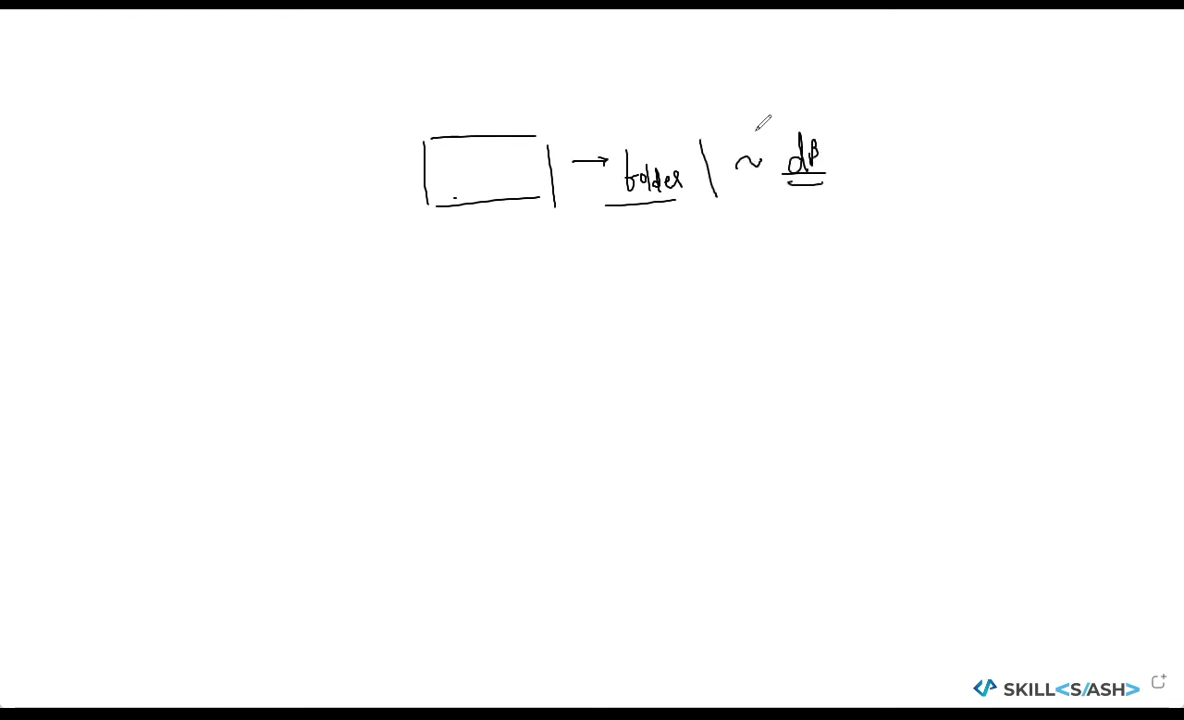 → folder | ~ dB
SKILL<S/ASH>